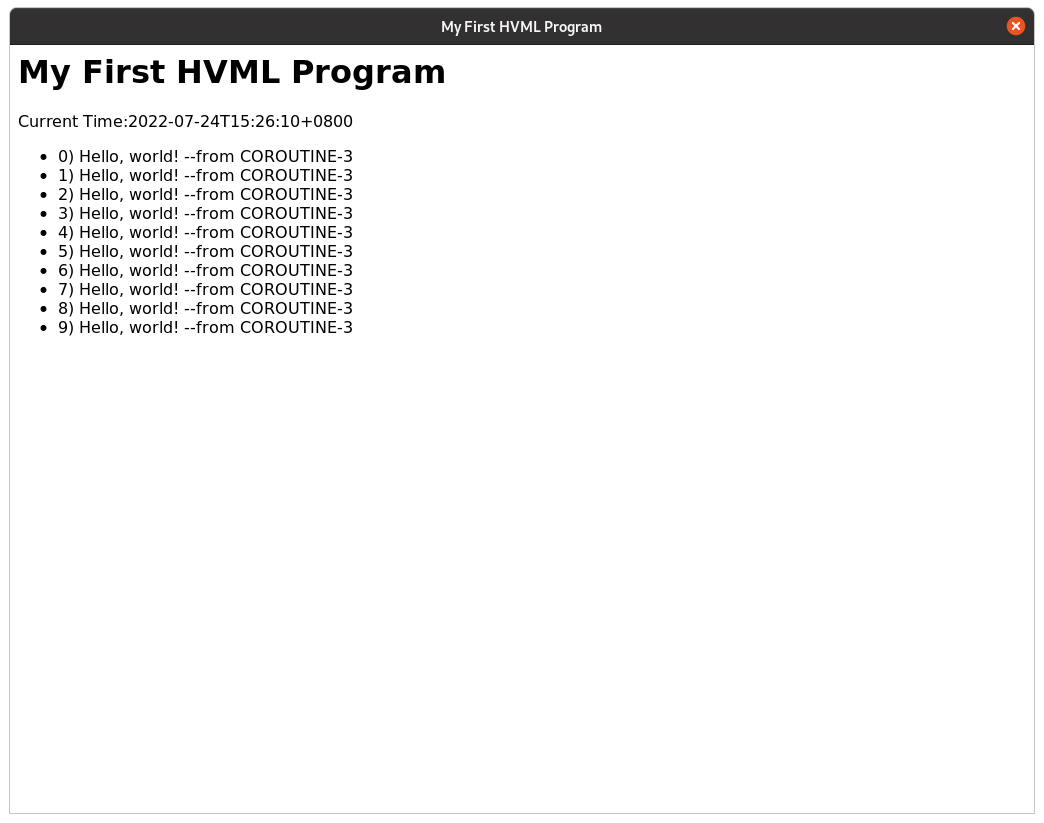 My First HVML Program
My First HVML Program
Current Time:2022-07-24T15:26:10+0800
0) Hello, world! --from COROUTINE-3
1) Hello, world! --from COROUTINE-3
2) Hello, world! --from COROUTINE-3
3) Hello, world! --from COROUTINE-3
4) Hello, world! --from COROUTINE-3
5) Hello, world! --from COROUTINE-3
6) Hello, world! --from COROUTINE-3
7) Hello, world! --from COROUTINE-3
8) Hello, world! --from COROUTINE-3
9) Hello, world! --from COROUTINE-3